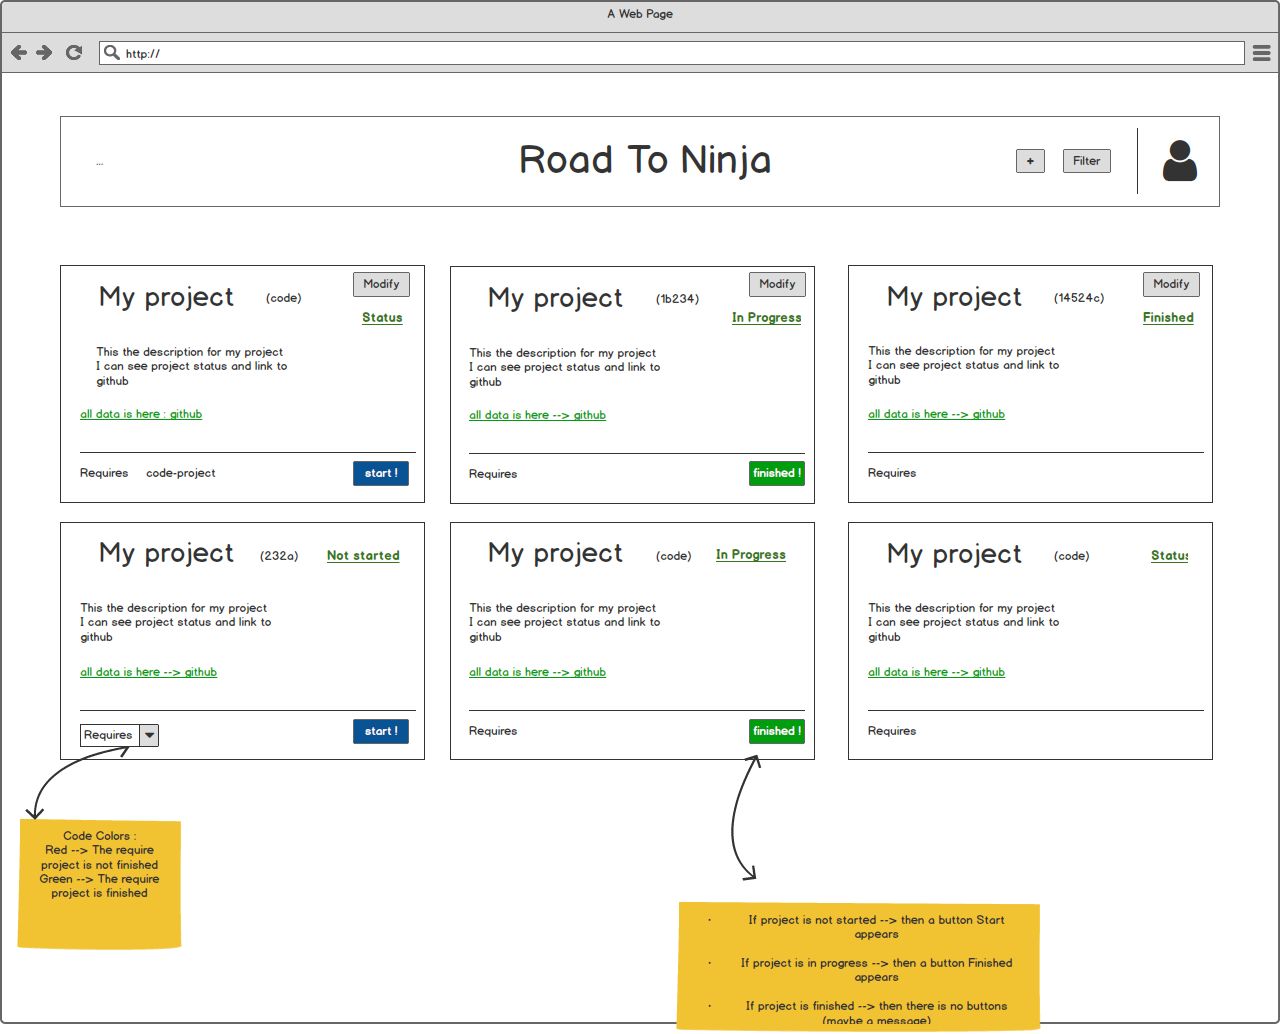 A Web Page
http://
...
Road To Ninja
+
Filter
My project
(code)
Modify
Status
This the description for my project
I can see project status and link to
github
all data is here : github
Requires
code-project
start !
My project
(1b234)
Modify
In Progress
This the description for my project
I can see project status and link to
github
all data is here --> github
Requires
finished !
My project
(14524c)
Modify
Finished
This the description for my project
I can see project status and link to
github
all data is here --> github
Requires
My project
(232a)
Not started
This the description for my project
I can see project status and link to
github
all data is here --> github
Requires
start !
My project
(code)
In Progress
This the description for my project
I can see project status and link to
github
all data is here --> github
Requires
finished !
My project
(code)
Status
This the description for my project
I can see project status and link to
github
all data is here --> github
Requires
Code Colors :
Red --> The require
project is not finished
Green --> The require
project is finished
• If project is not started --> then a button Start
appears
• If project is in progress --> then a button Finished
appears
• If project is finished --> then there is no buttons
(maybe a message)